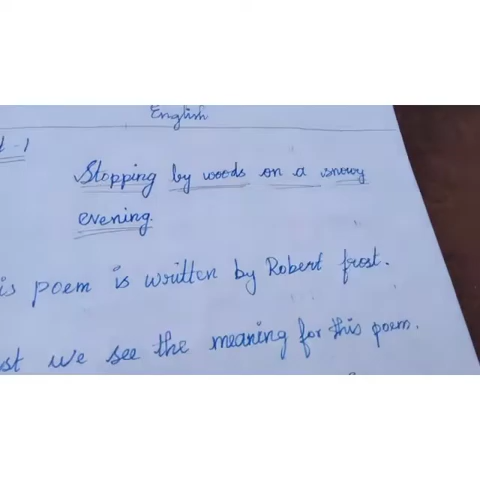 English
-1
Stopping by woods on a snowy
evening.
is poem is written by Robert frost.
st we see the meaning for this poem.